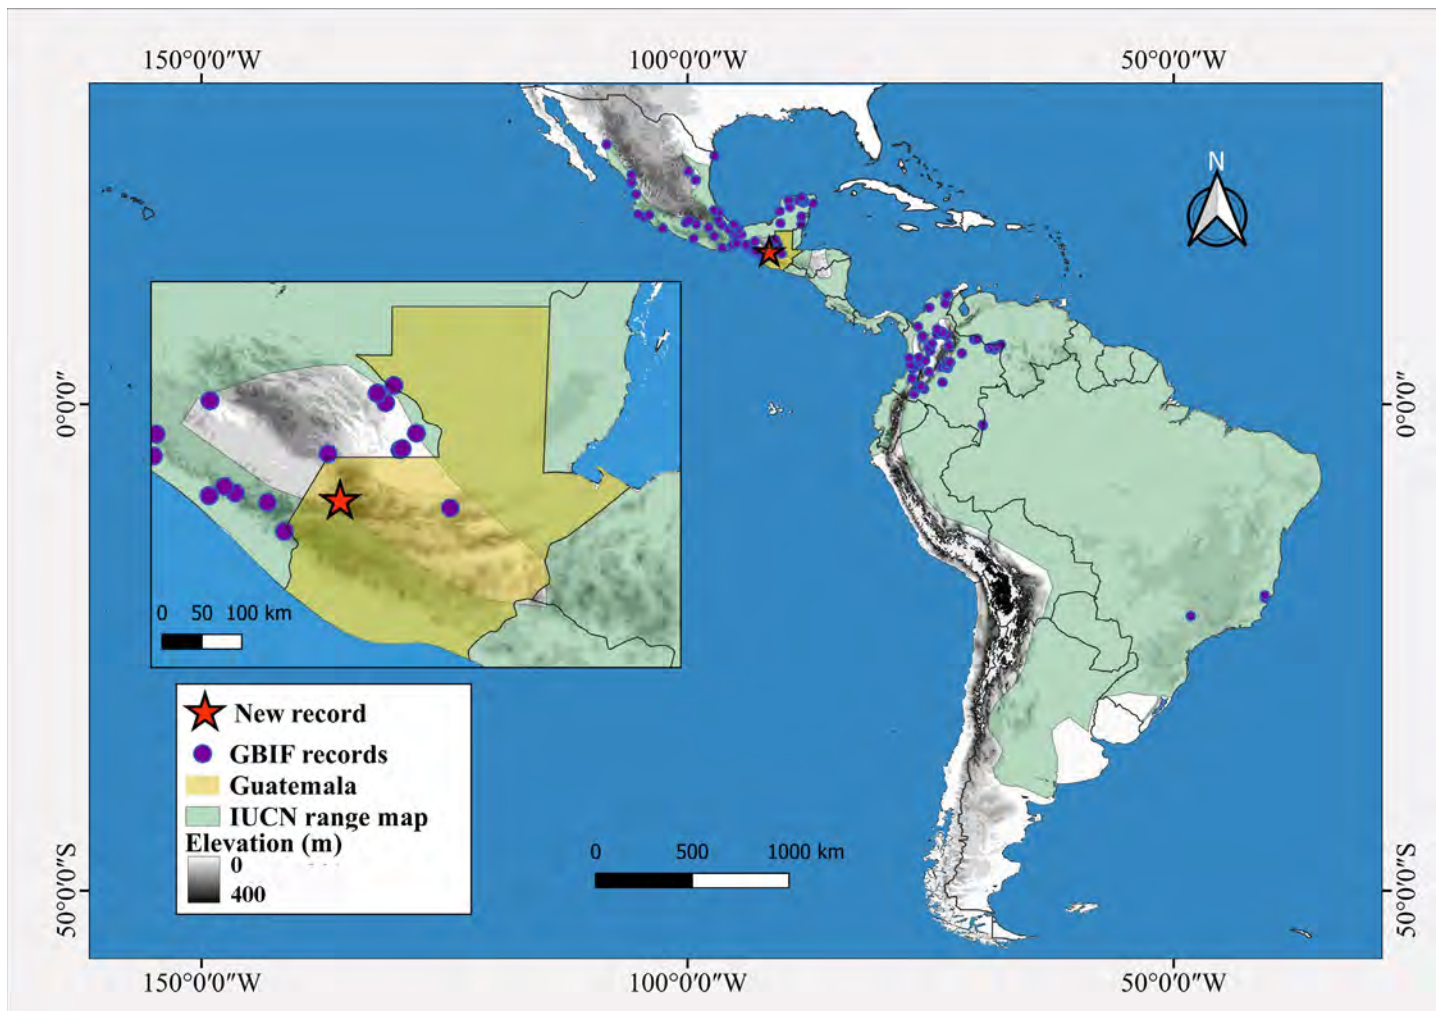 150°0′0″W 100°0′0″W 50°0′0″W
N
0°0′0″ 0°0′0″
0 50 100 km
New record
GBIF records
Guatemala
IUCN range map
Elevation (m)
0
400
0 500 1000 km
50°0′0″S 50°0′0″S
150°0′0″W 100°0′0″W 50°0′0″W